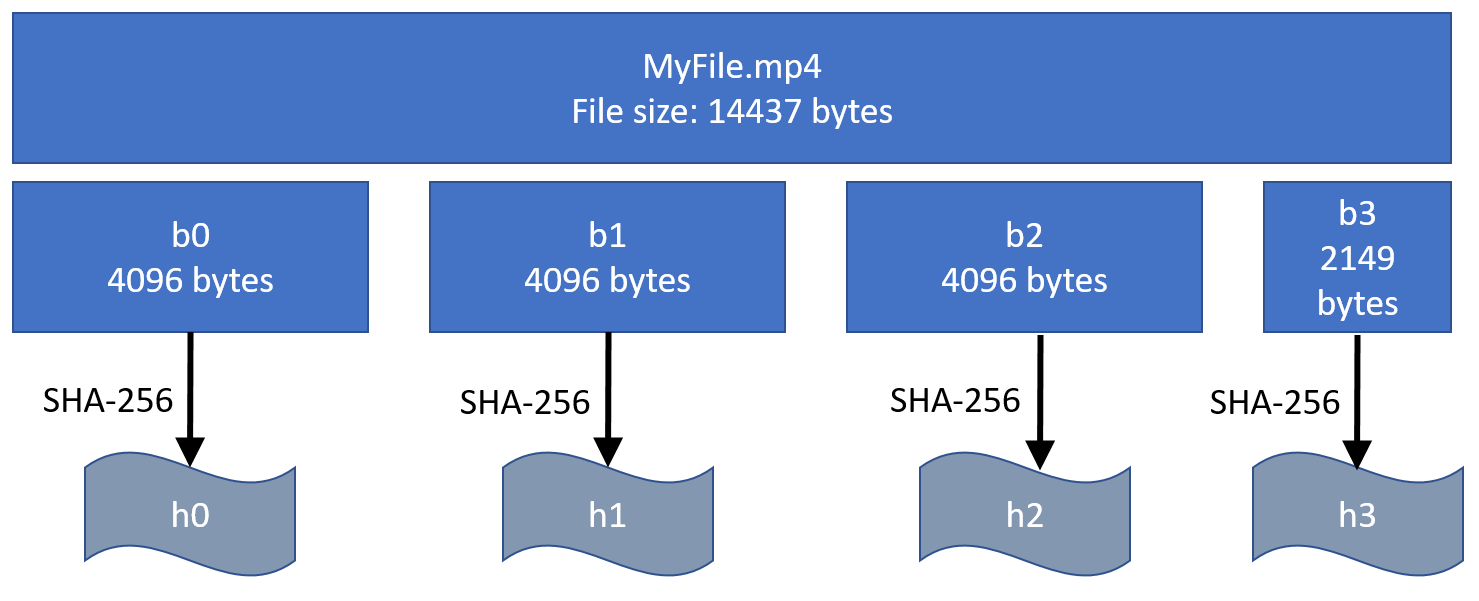 MyFile.mp4
File size: 14437 bytes
b0
4096 bytes
b1
4096 bytes
b2
4096 bytes
b3
2149
bytes
SHA-256
SHA-256
SHA-256
SHA-256
h0
h1
h2
h3